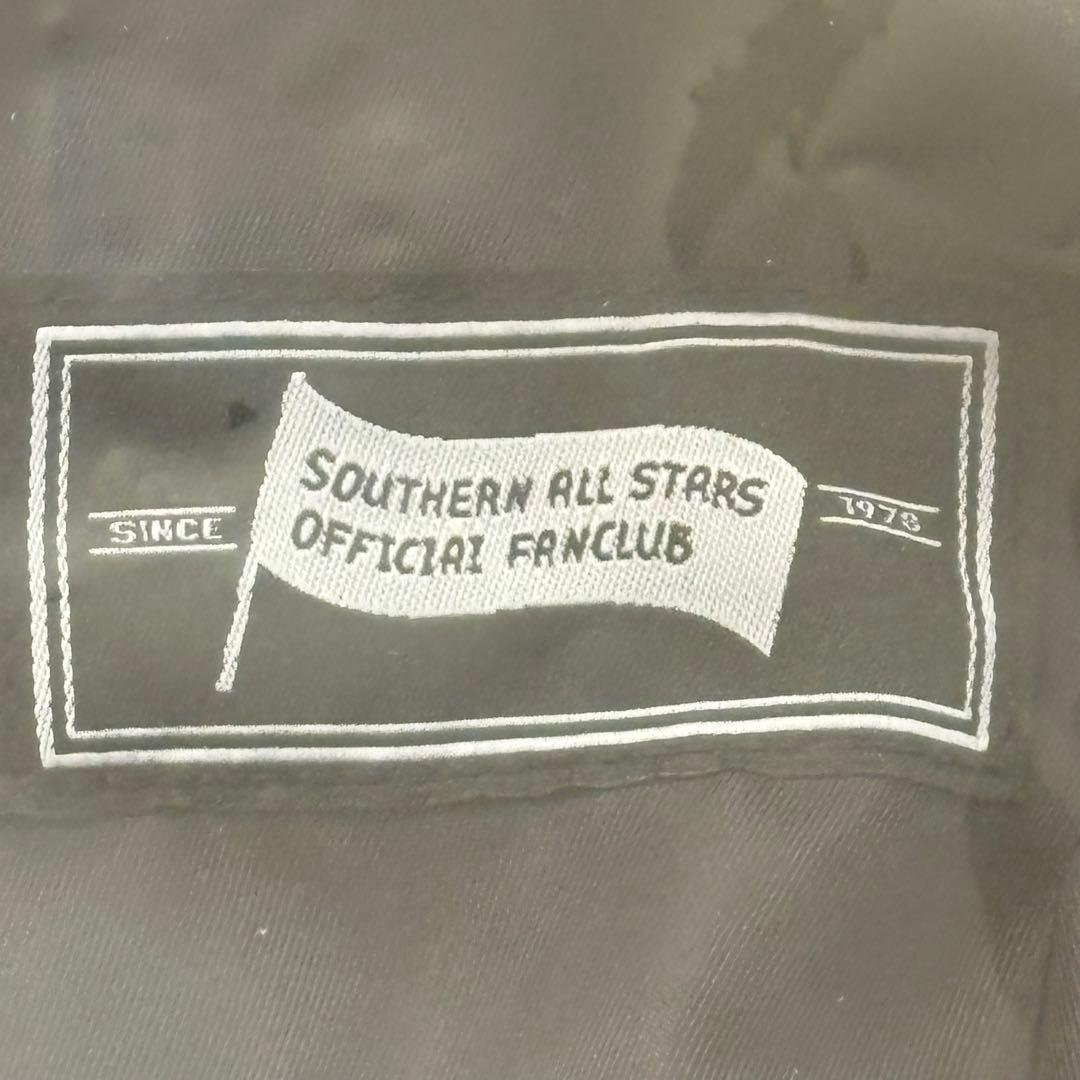 SOUTHERN ALL STARS
OFFICIAL FANCLUB
SINCE
1978